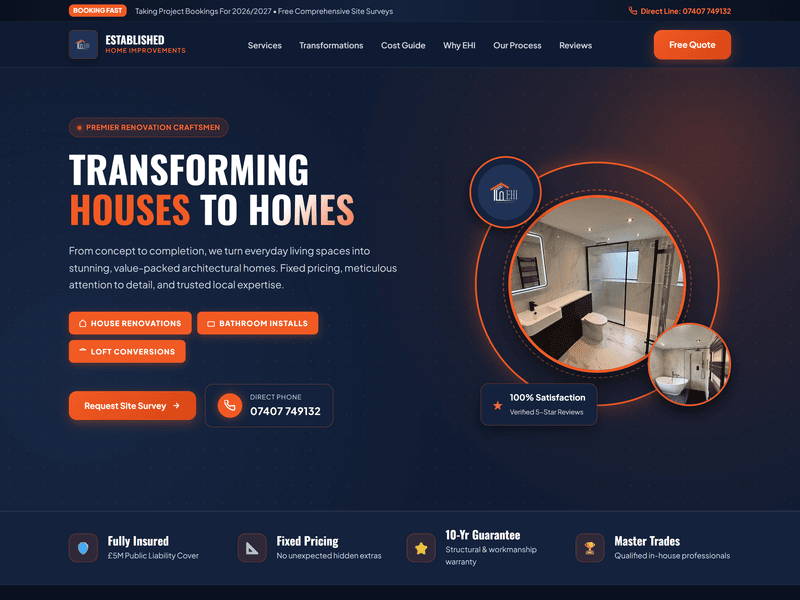 BOOKING FAST
Taking Project Bookings For 2026/2027 • Free Comprehensive Site Surveys
Direct Line: 07407 749132
ESTABLISHED
HOME IMPROVEMENTS
Services
Transformations
Cost Guide
Why EHI
Our Process
Reviews
Free Quote
PREMIER RENOVATION CRAFTSMEN
TRANSFORMING
HOUSES TO HOMES
From concept to completion, we turn everyday living spaces into
stunning, value-packed architectural homes. Fixed pricing, meticulous
attention to detail, and trusted local expertise.
HOUSE RENOVATIONS
BATHROOM INSTALLS
LOFT CONVERSIONS
Request Site Survey →
DIRECT PHONE
07407 749132
EHI
100% Satisfaction
Verified 5-Star Reviews
Fully Insured
£5M Public Liability Cover
Fixed Pricing
No unexpected hidden extras
10-Yr Guarantee
Structural & workmanship
warranty
Master Trades
Qualified in-house professionals